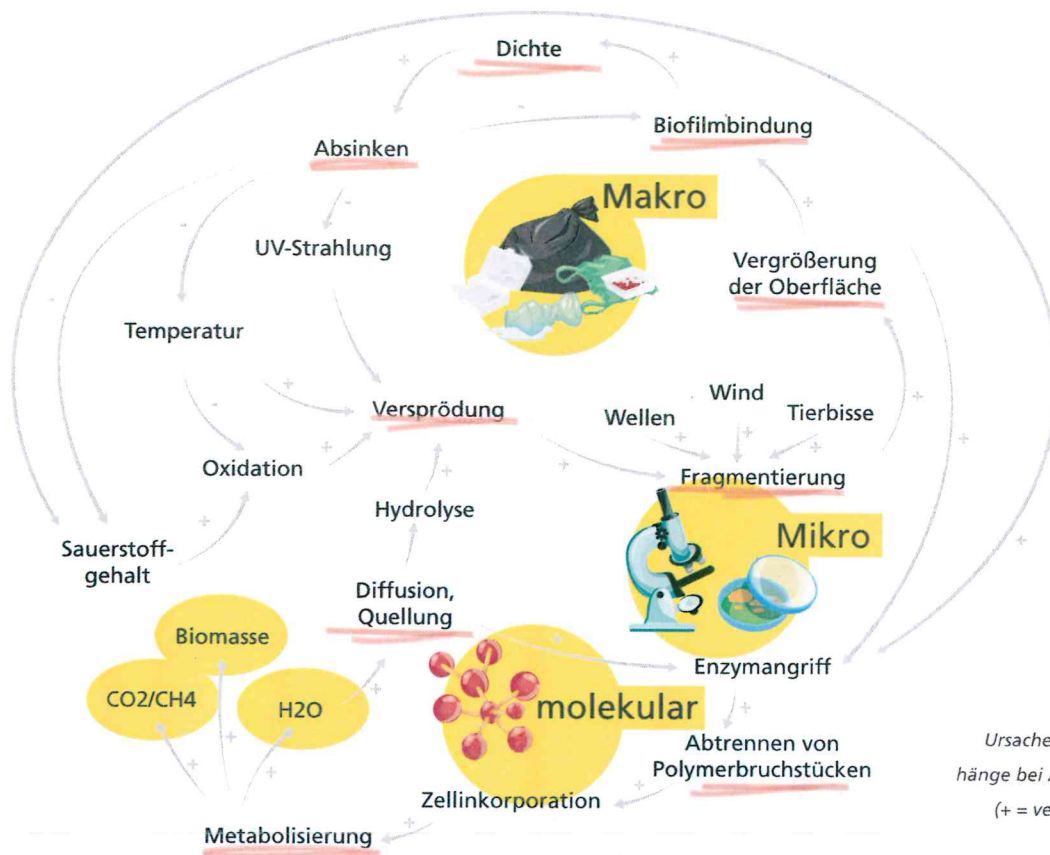 Dichte
Biofilmbindung
Absinken
Makro
UV-Strahlung
Vergrößerung
der Oberfläche
Temperatur
Wind
Versprödung
Wellen
Tierbisse
Oxidation
Fragmentierung
Hydrolyse
Mikro
Sauerstoff-
gehalt
Diffusion,
Quellung
Biomasse
Enzymangriff
CO2/CH4
H2O
molekular
Abtrennen von
Polymerbruchstücken
Ursache
hänge bei
(+ = ve
Zellinkorporation
Metabolisierung